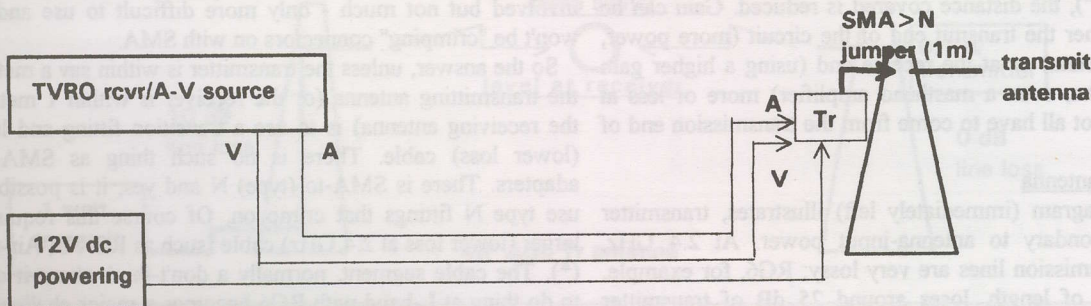 SMA>N
jumper (1m)
transmit
antenna
TVRO rcvr/A-V source
A
Tr
V
A
V
12V dc
powering